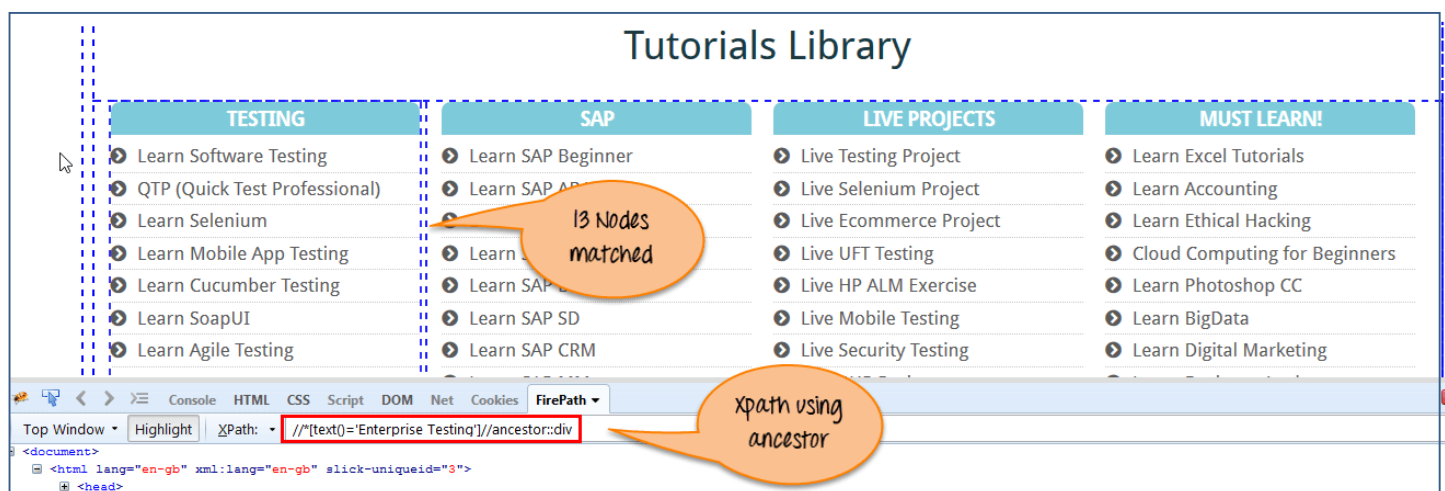 Tutorials Library
TESTING
Learn Software Testing
QTP (Quick Test Professional)
Learn Selenium
Learn Mobile App Testing
Learn Cucumber Testing
Learn SoapUI
Learn Agile Testing
SAP
Learn SAP Beginner
Learn SAP
Learn
Learn SAP
Learn SAP SD
Learn SAP CRM
13 Nodes
matched
LIVE PROJECTS
Live Testing Project
Live Selenium Project
Live Ecommerce Project
Live UFT Testing
Live HP ALM Exercise
Live Mobile Testing
Live Security Testing
MUST LEARN!
Learn Excel Tutorials
Learn Accounting
Learn Ethical Hacking
Cloud Computing for Beginners
Learn Photoshop CC
Learn BigData
Learn Digital Marketing
Console HTML CSS Script DOM Net Cookies FirePath
Top Window Highlight XPath: //*[text()='Enterprise Testing']//ancestor::div
Xpath using
ancestor
<document>
<html lang="en-gb" xml:lang="en-gb" slick-uniqueid="3">
<head>